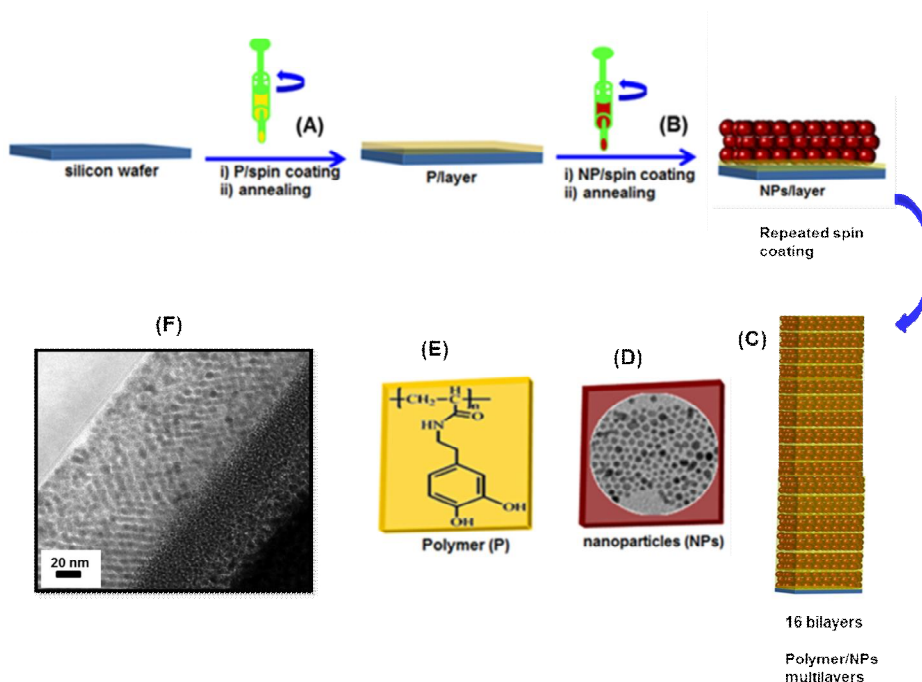 (A)
(B)
silicon wafer
i) P/spin coating
ii) annealing
P/layer
i) NP/spin coating
ii) annealing
NPs/layer
Repeated spin
coating
(F)
(E)
(D)
(C)
-(CH₂-C)-n
H
O
HN
OH
OH
20 nm
Polymer (P)
nanoparticles (NPs)
16 bilayers
Polymer/NPs
multilayers